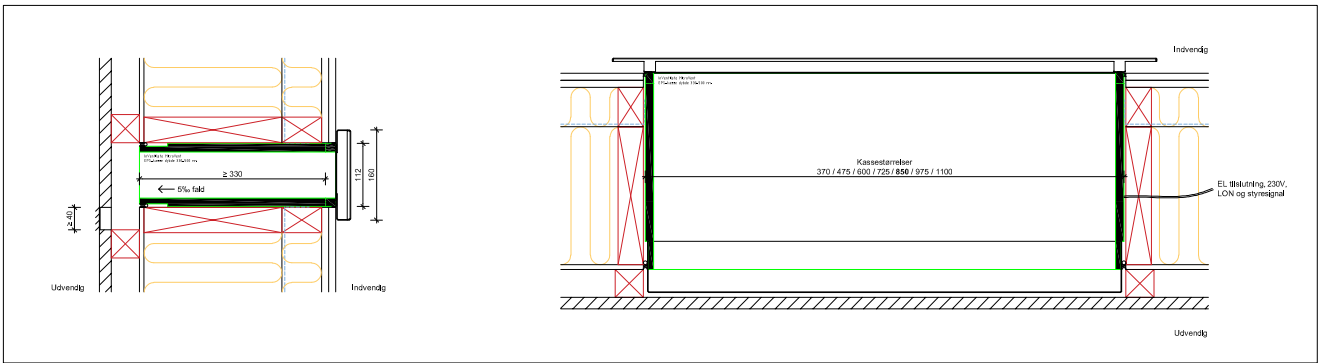 Indvendig
≥ 330
5‰ fald
112
160
≥ 40
Udvendig
Indvendig
Kassestørrelser
370 / 475 / 600 / 725 / 850 / 975 / 1100
EL tilslutning, 230V,
LON og styresignal
Udvendig